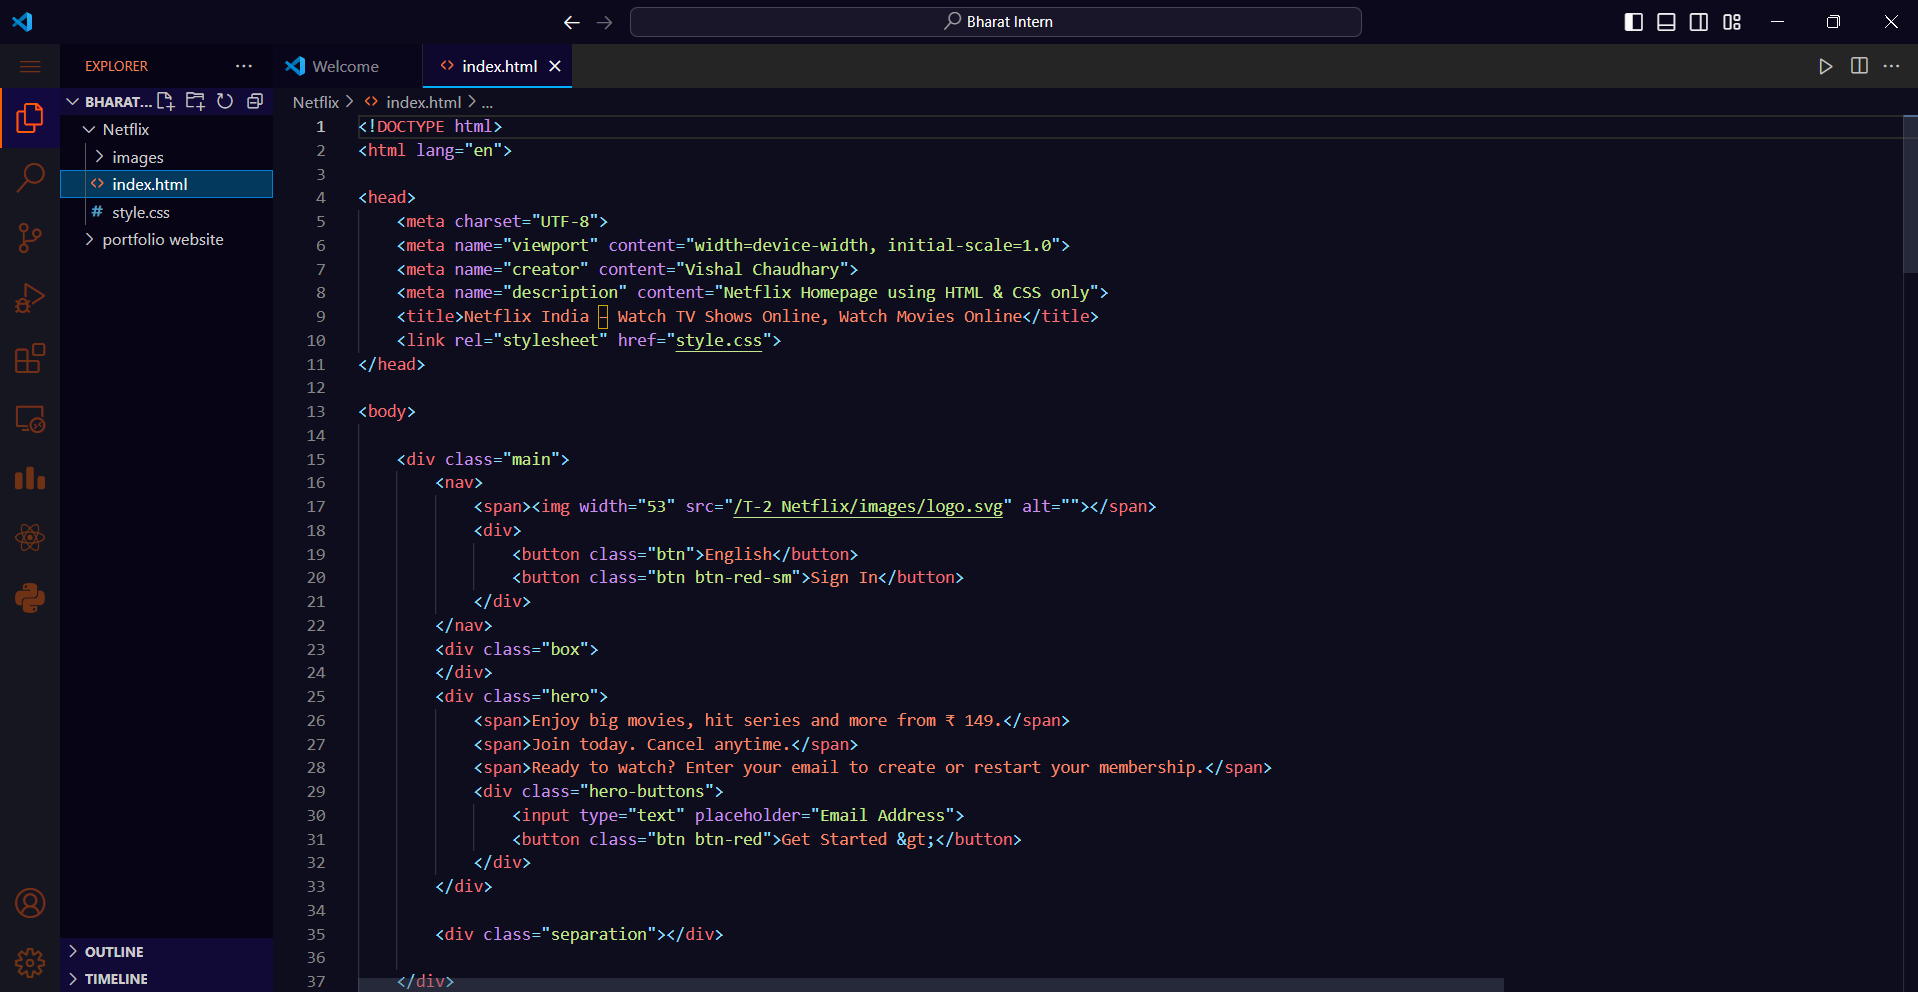 Bharat Intern
EXPLORER
Welcome
index.html
BHARAT...
Netflix
images
index.html
style.css
portfolio website
OUTLINE
TIMELINE
Netflix > index.html > ...
1 <!DOCTYPE html>
2 <html lang="en">
3
4 <head>
5     <meta charset="UTF-8">
6     <meta name="viewport" content="width=device-width, initial-scale=1.0">
7     <meta name="creator" content="Vishal Chaudhary">
8     <meta name="description" content="Netflix Homepage using HTML & CSS only">
9     <title>Netflix India – Watch TV Shows Online, Watch Movies Online</title>
10     <link rel="stylesheet" href="style.css">
11 </head>
12
13 <body>
14
15     <div class="main">
16         <nav>
17             <span><img width="53" src="/T-2 Netflix/images/logo.svg" alt=""></span>
18             <div>
19                 <button class="btn">English</button>
20                 <button class="btn btn-red-sm">Sign In</button>
21             </div>
22         </nav>
23         <div class="box">
24         </div>
25         <div class="hero">
26             <span>Enjoy big movies, hit series and more from ₹ 149.</span>
27             <span>Join today. Cancel anytime.</span>
28             <span>Ready to watch? Enter your email to create or restart your membership.</span>
29             <div class="hero-buttons">
30                 <input type="text" placeholder="Email Address">
31                 <button class="btn btn-red">Get Started &gt;</button>
32             </div>
33         </div>
34
35         <div class="separation"></div>
36
37     </div>